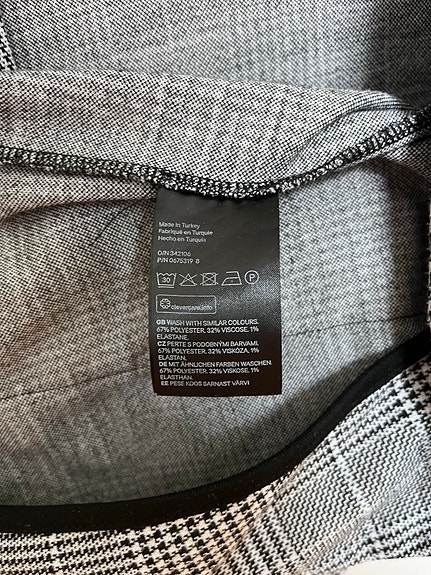 Made in Turkey
Fabriqué en Turquie
Hecho en Turquía
O/N 342106
P/N 0675319 8
30 P
clevercare.info
GB WASH WITH SIMILAR COLOURS.
67% POLYESTER, 32% VISCOSE, 1%
ELASTANE.
CZ PERTE S PODOBNÝMI BARVAMI.
67% POLYESTER, 32% VISKÓZA, 1%
ELASTAN.
DE MIT ÄHNLICHEN FARBEN WASCHEN
67% POLYESTER, 32% VISKOSE, 1%
ELASTHAN.
EE PESE KOOS SARNAST VÄRVI